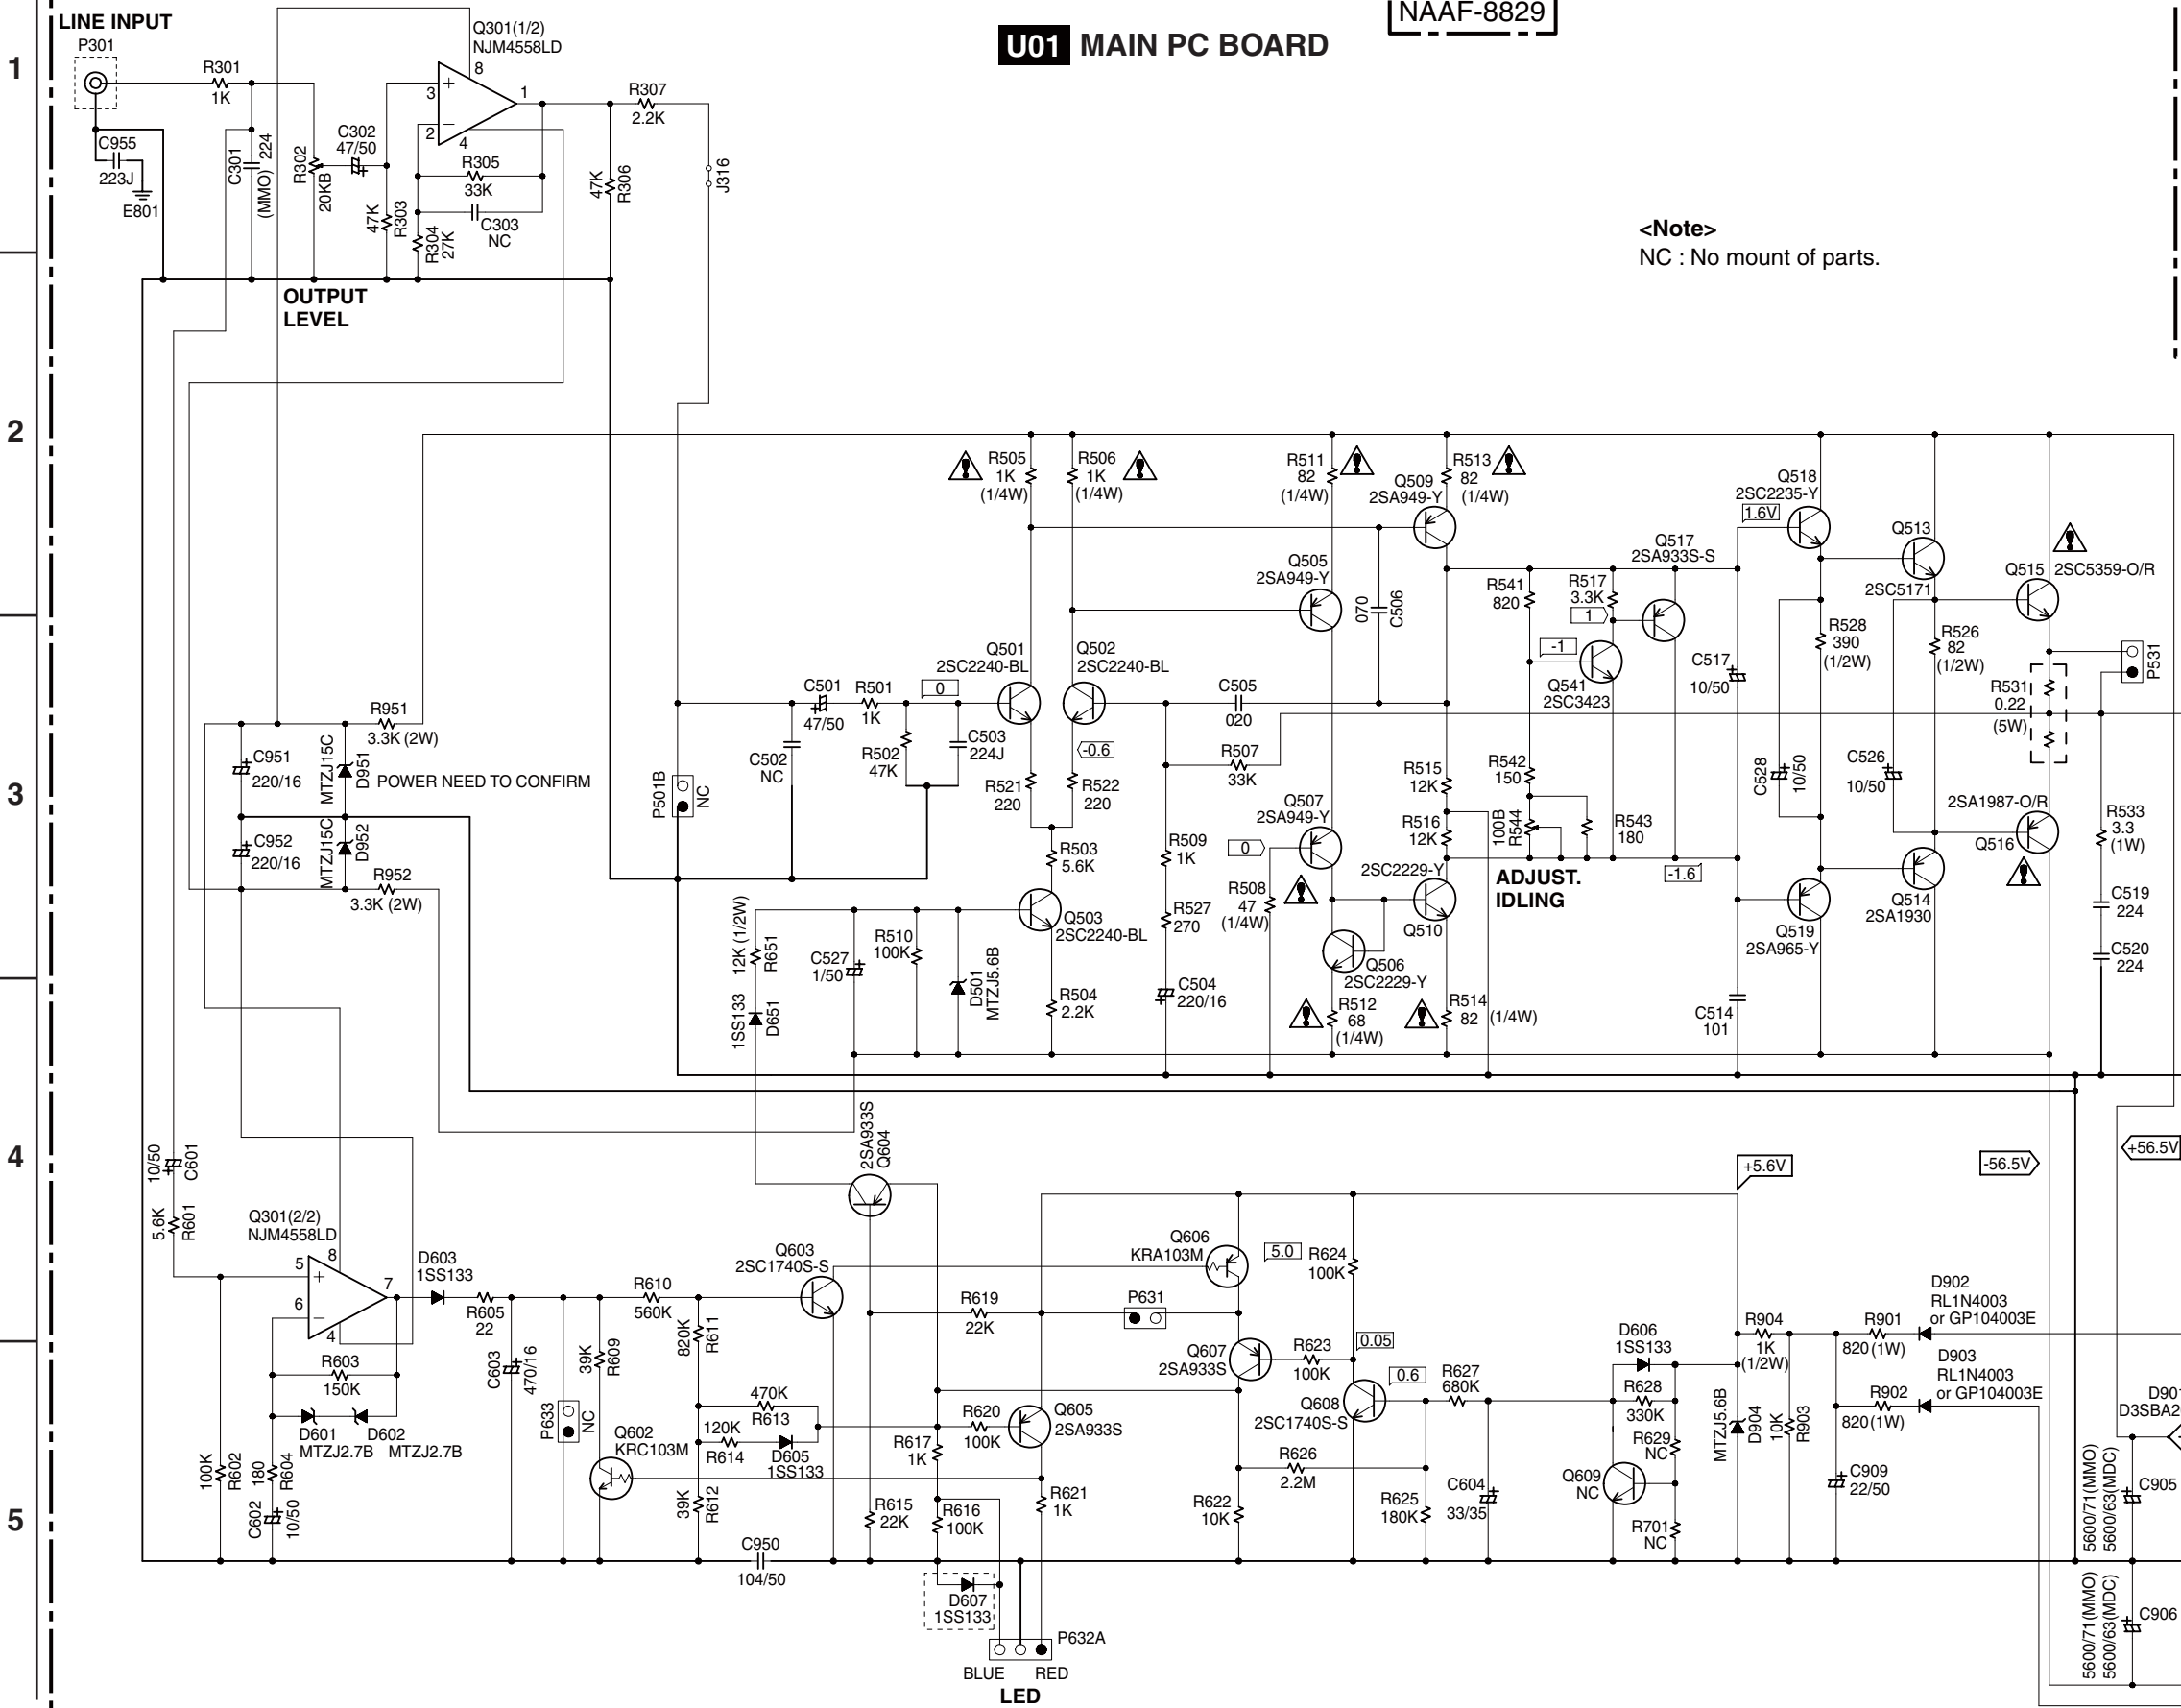 LINE INPUT
P301
R301
1K
C955
223J
E801
C301
224
(MMO)
R302
20KB
C302
47/50
47K
R303
Q301(1/2)
NJM4558LD
8
3
1
2
4
R305
33K
C303
NC
R304
27K
47K
R306
R307
2.2K
J316
U01 MAIN PC BOARD
NAAF-8829
1
<Note>
NC : No mount of parts.
OUTPUT
LEVEL
2
R505
1K
(1/4W)
R506
1K
(1/4W)
R511
82
(1/4W)
Q509
2SA949-Y
R513
82
(1/4W)
Q518
2SC2235-Y
1.6V
Q513
2SC5171
Q515
2SC5359-O/R
Q505
2SA949-Y
070
C506
R541
820
R517
3.3K
1
Q517
2SA933S-S
-1
Q541
2SC3423
C517
10/50
R528
390
(1/2W)
R526
82
(1/2W)
P531
R531
0.22
(5W)
Q501
2SC2240-BL
Q502
2SC2240-BL
C501
47/50
R501
1K
0
C502
NC
R502
47K
C503
224J
-0.6
C505
020
R507
33K
R521
220
R522
220
R951
3.3K (2W)
C951
220/16
MTZJ15C
D951
POWER NEED TO CONFIRM
C952
220/16
MTZJ15C
D952
R952
3.3K (2W)
3
P501B
NC
R515
12K
R516
12K
R542
150
100B
R544
R543
180
C528
10/50
C526
10/50
2SA1987-O/R
Q516
R533
3.3
(1W)
Q507
2SA949-Y
0
R503
5.6K
R509
1K
R508
47
(1/4W)
2SC2229-Y
Q510
ADJUST.
IDLING
-1.6
Q514
2SA1930
Q519
2SA965-Y
C519
224
C520
224
12K (1/2W)
R651
C527
1/50
R510
100K
D501
MTZJ5.6B
Q503
2SC2240-BL
R527
270
Q506
2SC2229-Y
1SS133
D651
R504
2.2K
C504
220/16
R512
68
(1/4W)
R514
82
(1/4W)
C514
101
4
10/50
C601
5.6K
R601
2SA933S
Q604
+5.6V
-56.5V
+56.5V
Q301(2/2)
NJM4558LD
5
8
7
6
4
D603
1SS133
R605
22
Q603
2SC1740S-S
R610
560K
Q606
KRA103M
5.0
R624
100K
P631
R619
22K
D902
RL1N4003
or GP104003E
R904
1K
(1/2W)
R901
820(1W)
D903
RL1N4003
or GP104003E
R902
820(1W)
D606
1SS133
0.05
Q607
2SA933S
R623
100K
R603
150K
D601
MTZJ2.7B
D602
MTZJ2.7B
C603
470/16
39K
R609
820K
R611
P633
NC
Q602
KRC103M
470K
R613
120K
R614
D605
1SS133
R620
100K
Q605
2SA933S
R617
1K
Q608
2SC1740S-S
0.6
R627
680K
R628
330K
R629
NC
MTZJ5.6B
D904
10K
R903
D901
D3SBA2
100K
R602
180
R604
C602
10/50
39K
R612
R615
22K
R616
100K
R621
1K
R626
2.2M
R622
10K
R625
180K
C604
33/35
Q609
NC
R701
NC
C909
22/50
5600/71(MMO)
5600/63(MDC)
C905
5
C950
104/50
D607
1SS133
P632A
BLUE
RED
LED
5600/71(MMO)
5600/63(MDC)
C906